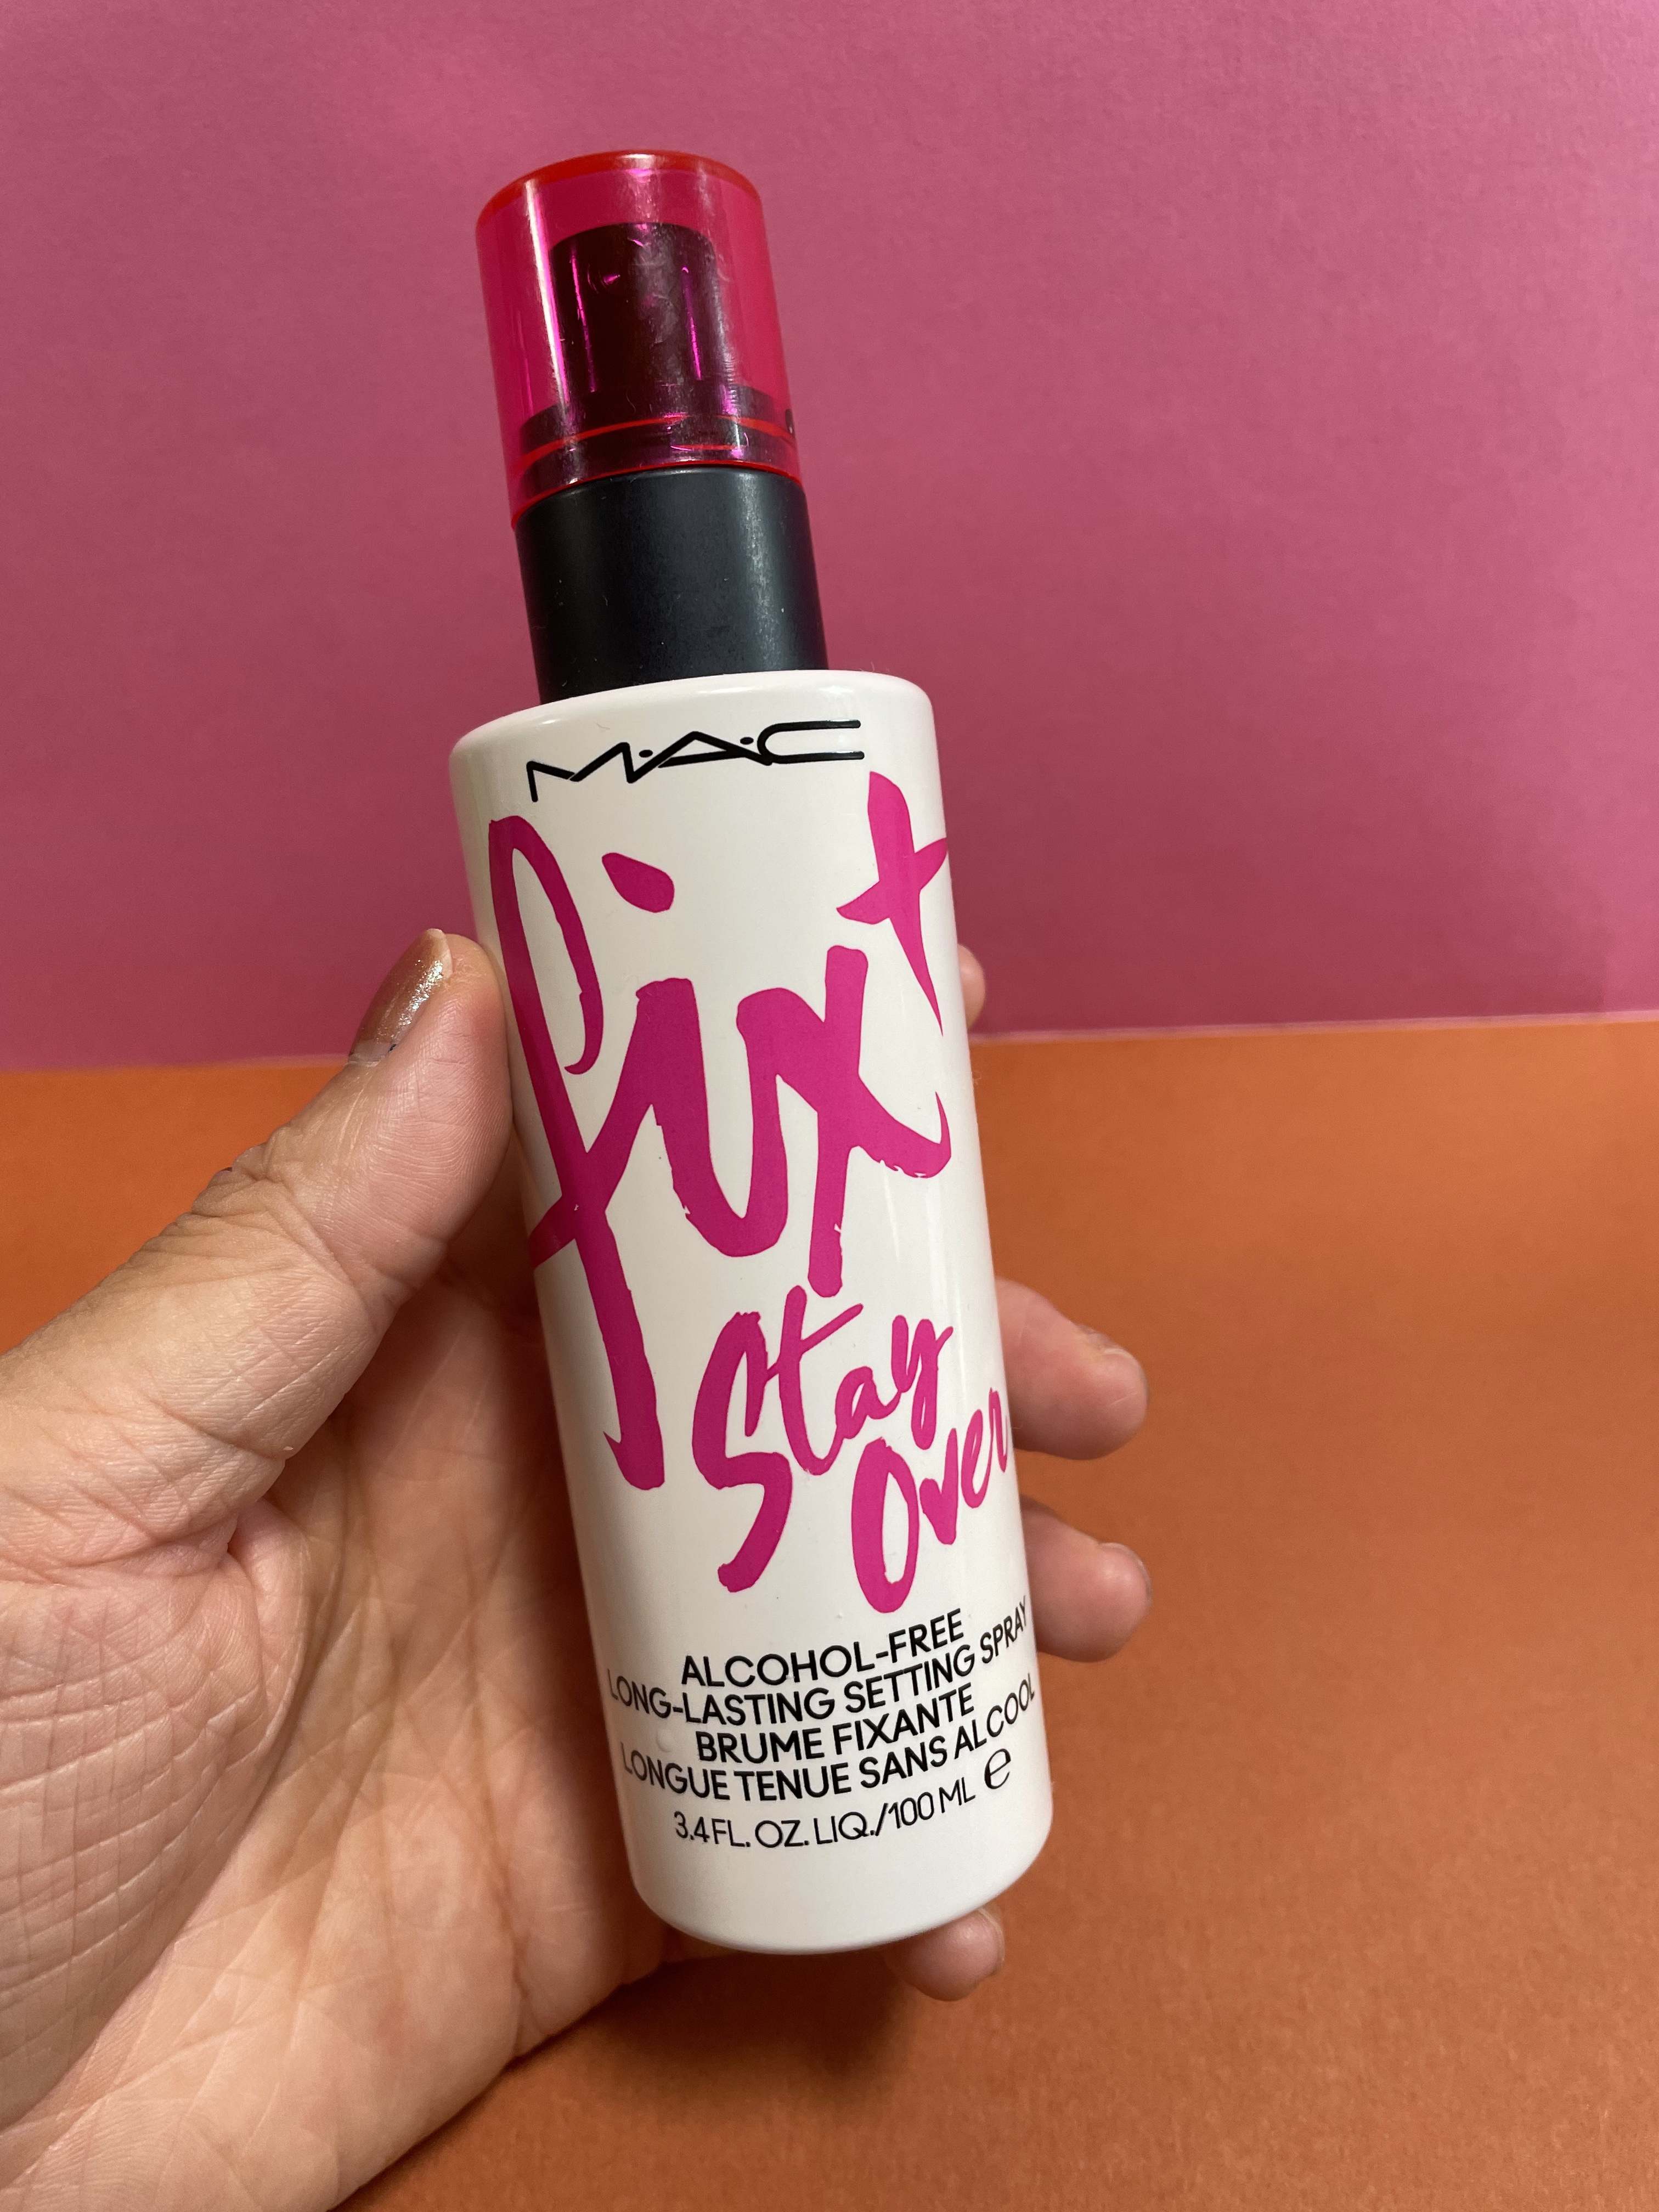 M·A·C
fix+
Stay
Over
ALCOHOL-FREE
LONG-LASTING SETTING SPRAY
BRUME FIXANTE
LONGUE TENUE SANS ALCOOL
3.4 FL. OZ. LIQ./100 ML ℮